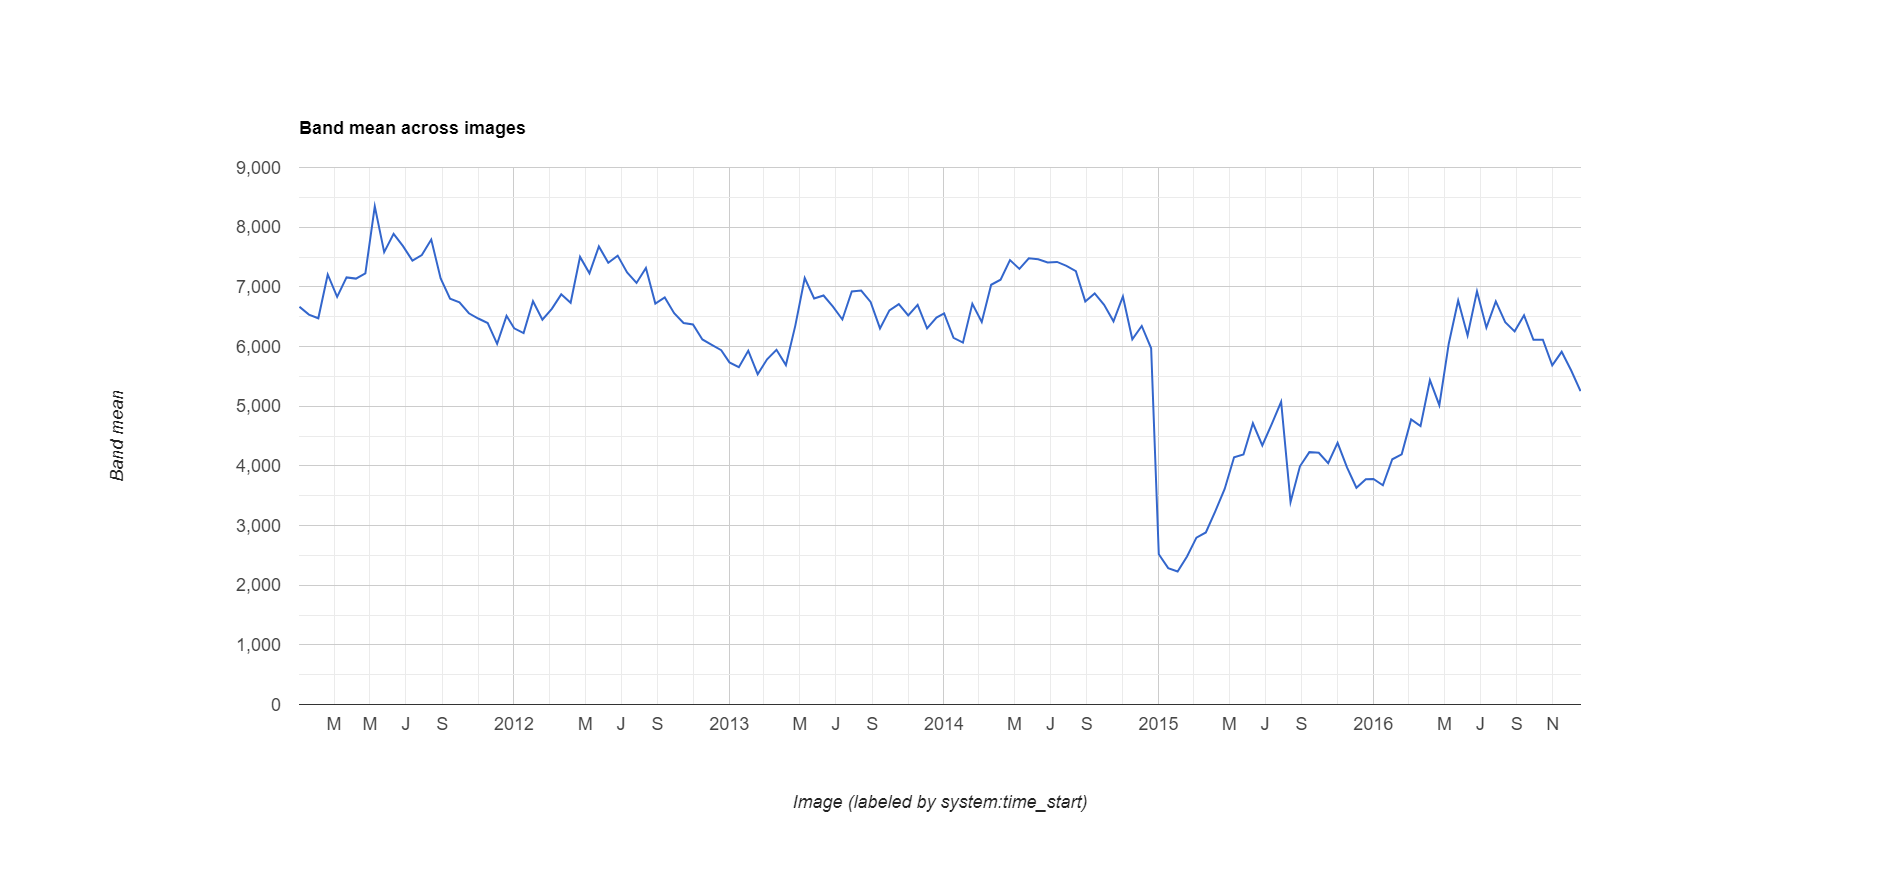 Band mean across images
9,000
8,000
7,000
6,000
5,000
4,000
3,000
2,000
1,000
0
Band mean
M M J S 2012 M J S 2013 M J S 2014 M J S 2015 M J S 2016 M J S N
Image (labeled by system:time_start)